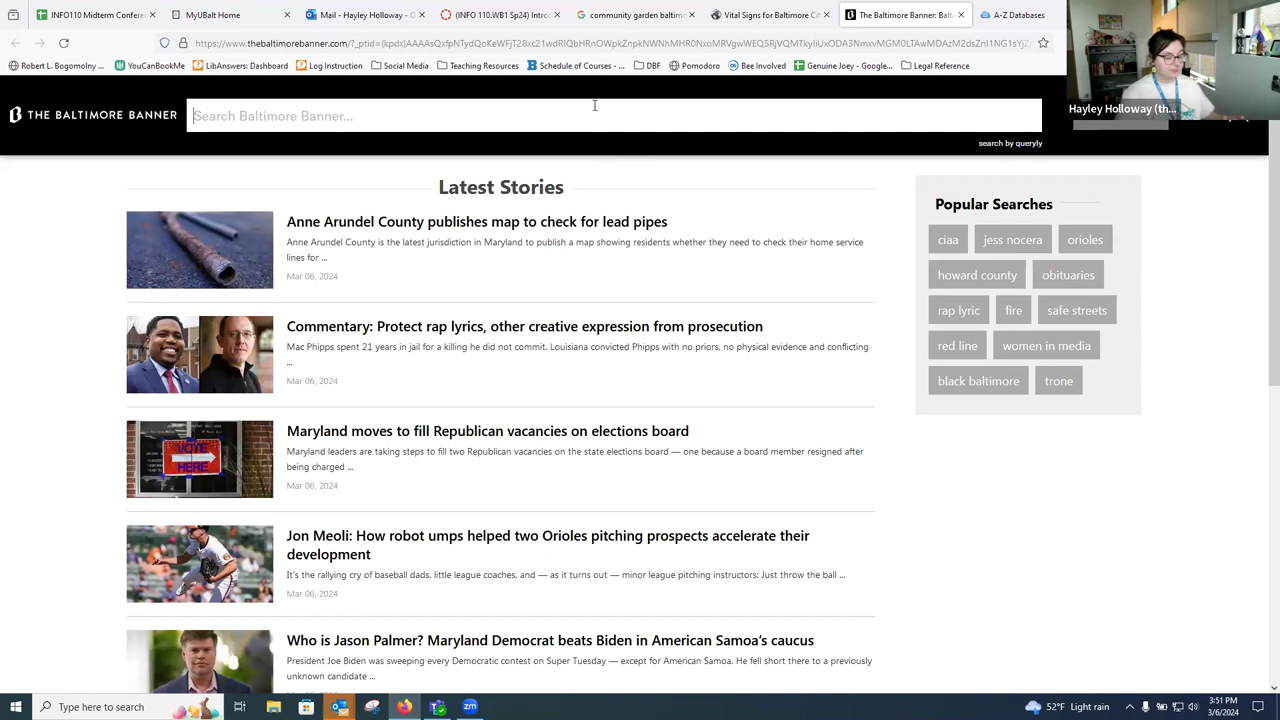 INFO110 Midterm Conferen
MyUBalt Home
Mail - Hayley Holloway - O
(!) (INFO 110.WB1 Sp24) Introd
community garden baltimo
Vital Signs for Baltimore Cit
The Baltimore Banner: Balt
A-Z Databases
Robert L. Bogomolny ...
YouCanBookMe
LibAnswers: Dashboard
Log Instruction
Social Media
Teaching Resources
Schedule of Courses - ...
DBF
Pomodoro
Bee Involved
Genuine Joey - Google...
Legal Reference
Hayley Holloway (th...
THE BALTIMORE BANNER
Search Baltimore Banner...
search by queryly
Latest Stories
Anne Arundel County publishes map to check for lead pipes
Anne Arundel County is the latest jurisdiction in Maryland to publish a map showing residents whether they need to check their home service
lines for ...
Mar 06, 2024
Commentary: Protect rap lyrics, other creative expression from prosecution
Mac Phipps spent 21 years in jail for a killing he did not commit. Louisiana convicted Phipps with no priors, no physical evidence and conflicting
...
Mar 06, 2024
VOTE
HERE
Maryland moves to fill Republican vacancies on elections board
Maryland leaders are taking steps to fill two Republican vacancies on the state elections board — one because a board member resigned after
being charged ...
Mar 06, 2024
Jon Meoli: How robot umps helped two Orioles pitching prospects accelerate their
development
It's the rallying cry of baseball dads, little league coaches, and — as it turns out — minor league pitching instructors: Just throw the ball ...
Mar 06, 2024
Who is Jason Palmer? Maryland Democrat beats Biden in American Samoa's caucus
President Joe Biden was sweeping every Democratic contest on Super Tuesday — except for American Samoa. He fell short there to a previously
unknown candidate ...
Popular Searches
ciaa
jess nocera
orioles
howard county
obituaries
rap lyric
fire
safe streets
red line
women in media
black baltimore
trone
Type here to search
52°F Light rain
3:51 PM
3/6/2024